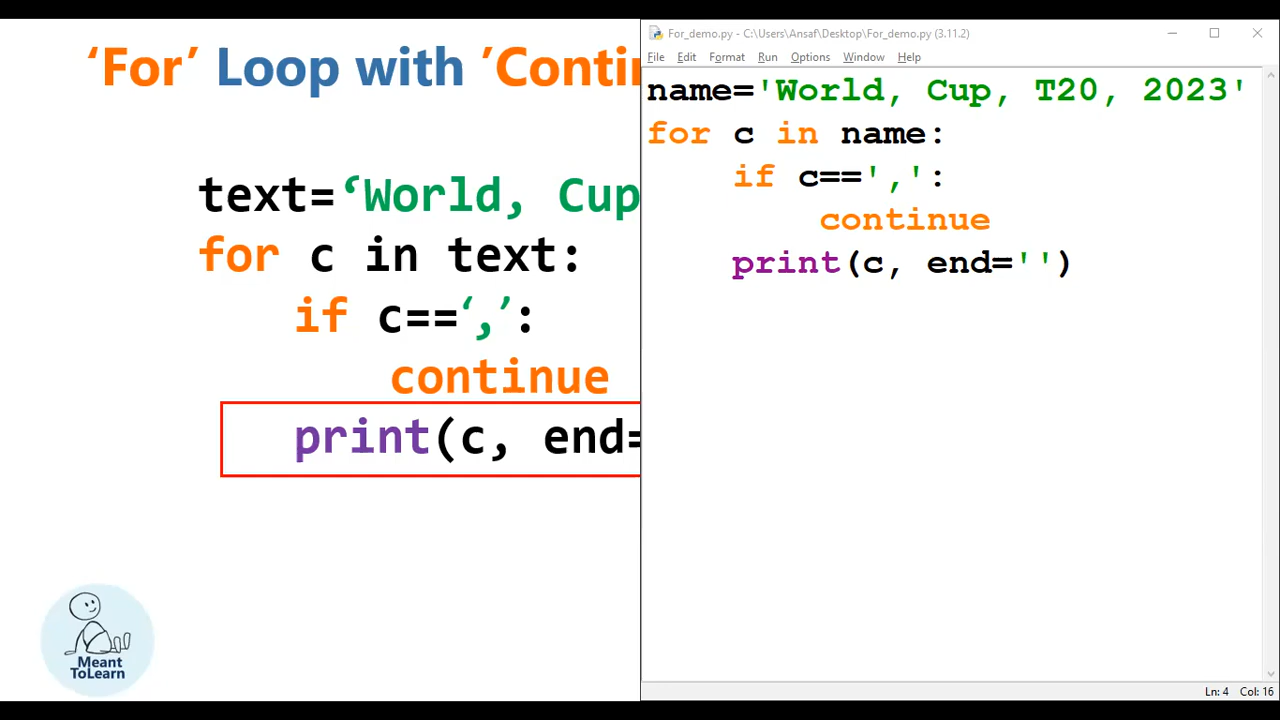 ‘For’ Loop with ’Contin
text=‘World, Cup
for c in text:
if c==‘,’:
continue
print(c, end=
Meant
ToLearn
For_demo.py - C:\Users\Ansaf\Desktop\For_demo.py (3.11.2)
File Edit Format Run Options Window Help
name='World, Cup, T20, 2023'
for c in name:
if c==',':
continue
print(c, end='')
Ln: 4 Col: 16